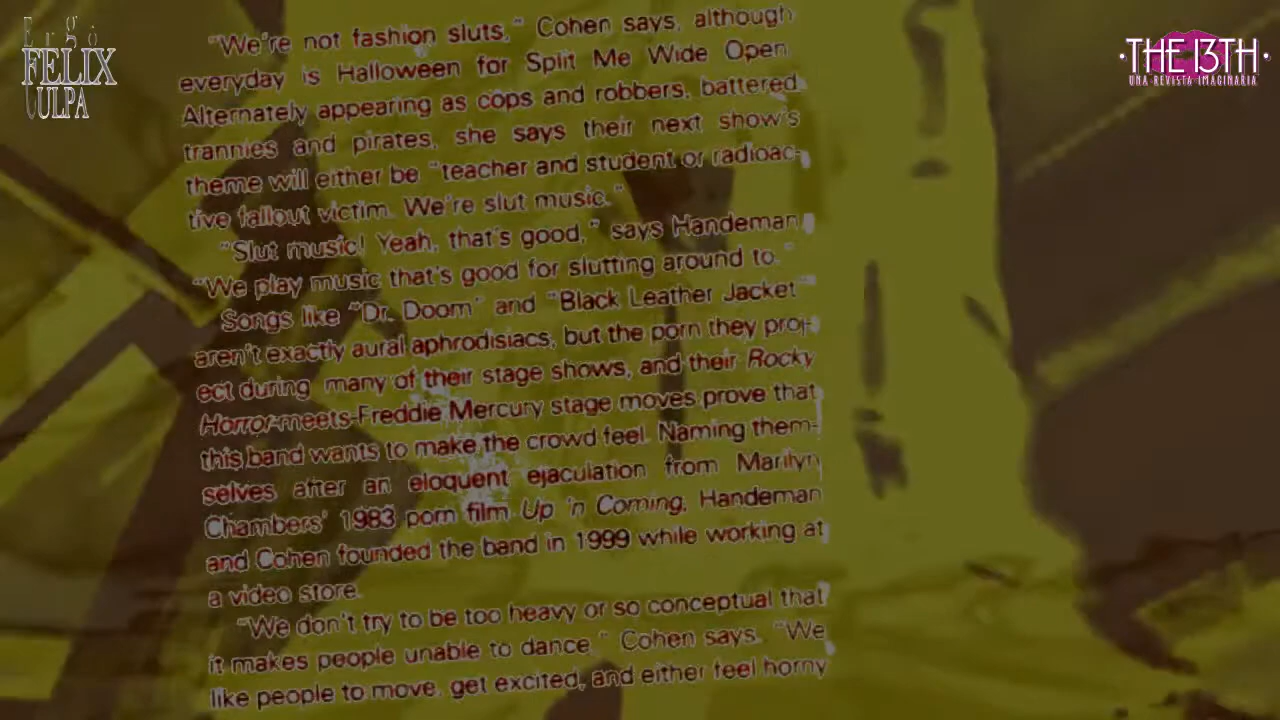 Ergo
FELIX
CULPA
THE 13TH
UNA REVISTA IMAGINARIA
"We're not fashion sluts," Cohen says, although
everyday is Halloween for Split Me Wide Open.
Alternately appearing as cops and robbers, battered
trannies and pirates, she says their next show's
theme will either be "teacher and student or radioac-
tive fallout victim. We're slut music."
"Slut music! Yeah, that's good," says Handeman.
"We play music that's good for slutting around to."
Songs like "Dr. Doom" and "Black Leather Jacket"
aren't exactly aural aphrodisiacs, but the porn they proj-
ect during many of their stage shows, and their Rocky
Horror-meets-Freddie Mercury stage moves prove that
this band wants to make the crowd feel. Naming them-
selves after an eloquent ejaculation from Marilyn
Chambers' 1983 porn film Up 'n Coming, Handeman
and Cohen founded the band in 1999 while working at
a video store.
"We don't try to be too heavy or so conceptual that
it makes people unable to dance," Cohen says. "We
like people to move, get excited, and either feel horny